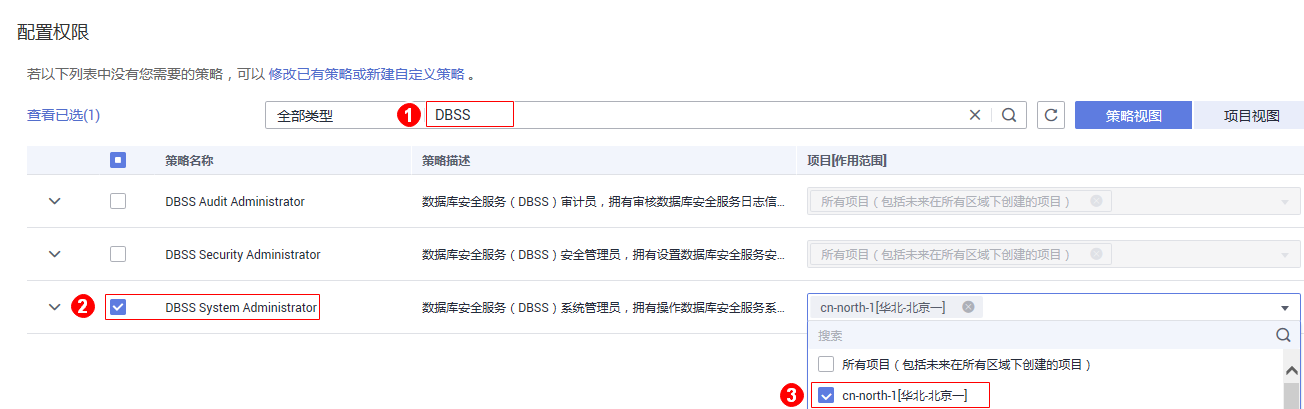 配置权限
若以下列表中没有您需要的策略，可以 修改已有策略或新建自定义策略 。
查看已选(1) 全部类型 1 DBSS 策略视图 项目视图
策略名称 策略描述 项目[作用范围]
DBSS Audit Administrator 数据库安全服务（DBSS）审计员，拥有审核数据库安全服务日志信... 所有项目（包括未来在所有区域下创建的项目）
DBSS Security Administrator 数据库安全服务（DBSS）安全管理员，拥有设置数据库安全服务安... 所有项目（包括未来在所有区域下创建的项目）
2 DBSS System Administrator 数据库安全服务（DBSS）系统管理员，拥有操作数据库安全服务系... cn-north-1[华北-北京一]
搜索
所有项目（包括未来在所有区域下创建的项目）
3 cn-north-1[华北-北京一]